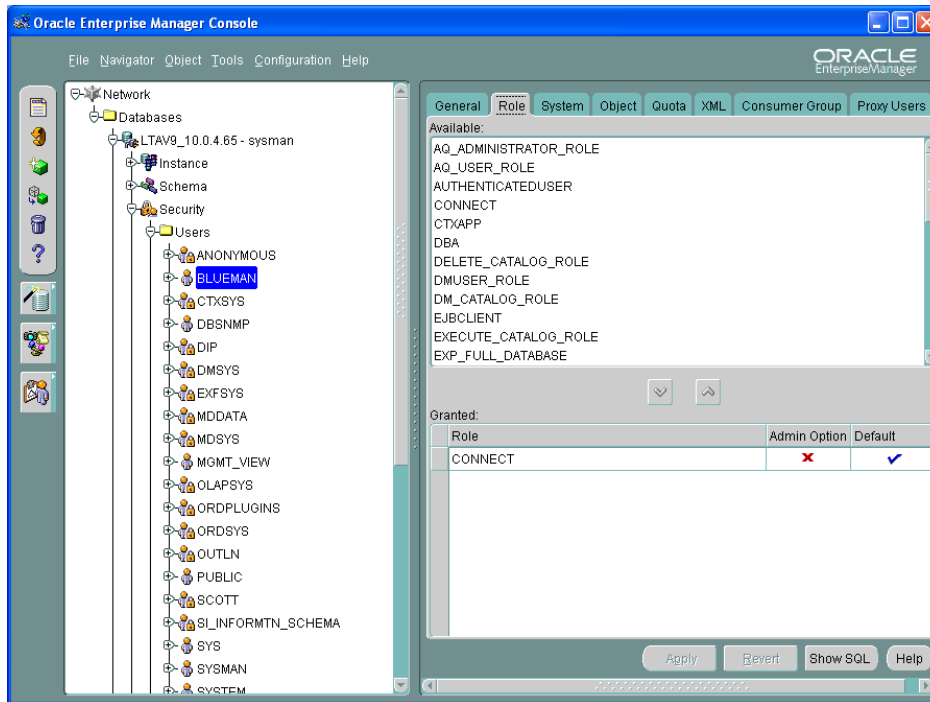 Oracle Enterprise Manager Console
File Navigator Object Tools Configuration Help
ORACLE
EnterpriseManager
Network
Databases
LTAV9_10.0.4.65 - sysman
Instance
Schema
Security
Users
ANONYMOUS
BLUEMAN
CTXSYS
DBSNMP
DIP
DMSYS
EXFSYS
MDDATA
MDSYS
MGMT_VIEW
OLAPSYS
ORDPLUGINS
ORDSYS
OUTLN
PUBLIC
SCOTT
SI_INFORMTN_SCHEMA
SYS
SYSMAN
SYSTEM
General Role System Object Quota XML Consumer Group Proxy Users
Available:
AQ_ADMINISTRATOR_ROLE
AQ_USER_ROLE
AUTHENTICATEDUSER
CONNECT
CTXAPP
DBA
DELETE_CATALOG_ROLE
DMUSER_ROLE
DM_CATALOG_ROLE
EJBCLIENT
EXECUTE_CATALOG_ROLE
EXP_FULL_DATABASE
Granted:
Role Admin Option Default
CONNECT
Apply Revert Show SQL Help